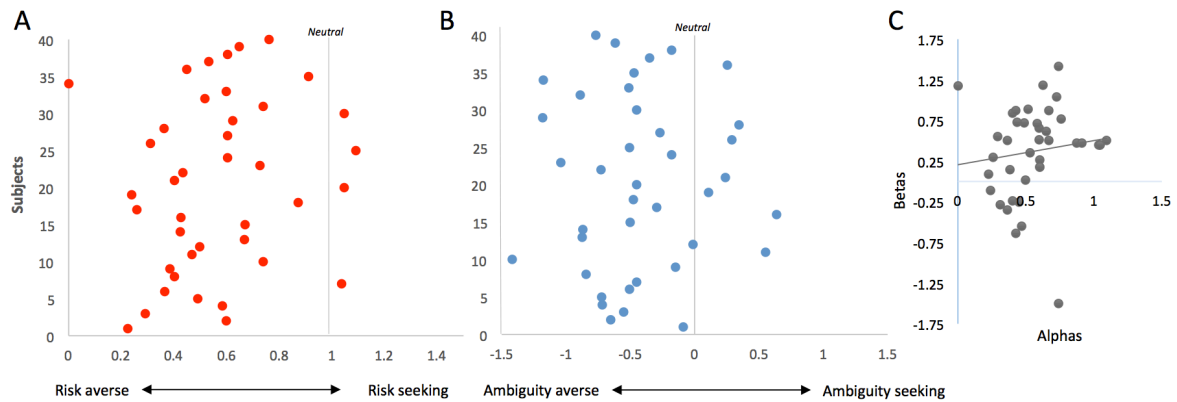 A
Neutral
Subjects
40
35
30
25
20
15
10
5
0
0 0.2 0.4 0.6 0.8 1 1.2 1.4
Risk averse Risk seeking
B
Neutral
40
35
30
25
20
15
10
5
0
-1.5 -1 -0.5 0 0.5 1 1.5
Ambiguity averse Ambiguity seeking
C
Betas
1.75
1.25
0.75
0.25
-0.25
-0.75
-1.25
-1.75
0 0.5 1 1.5
Alphas